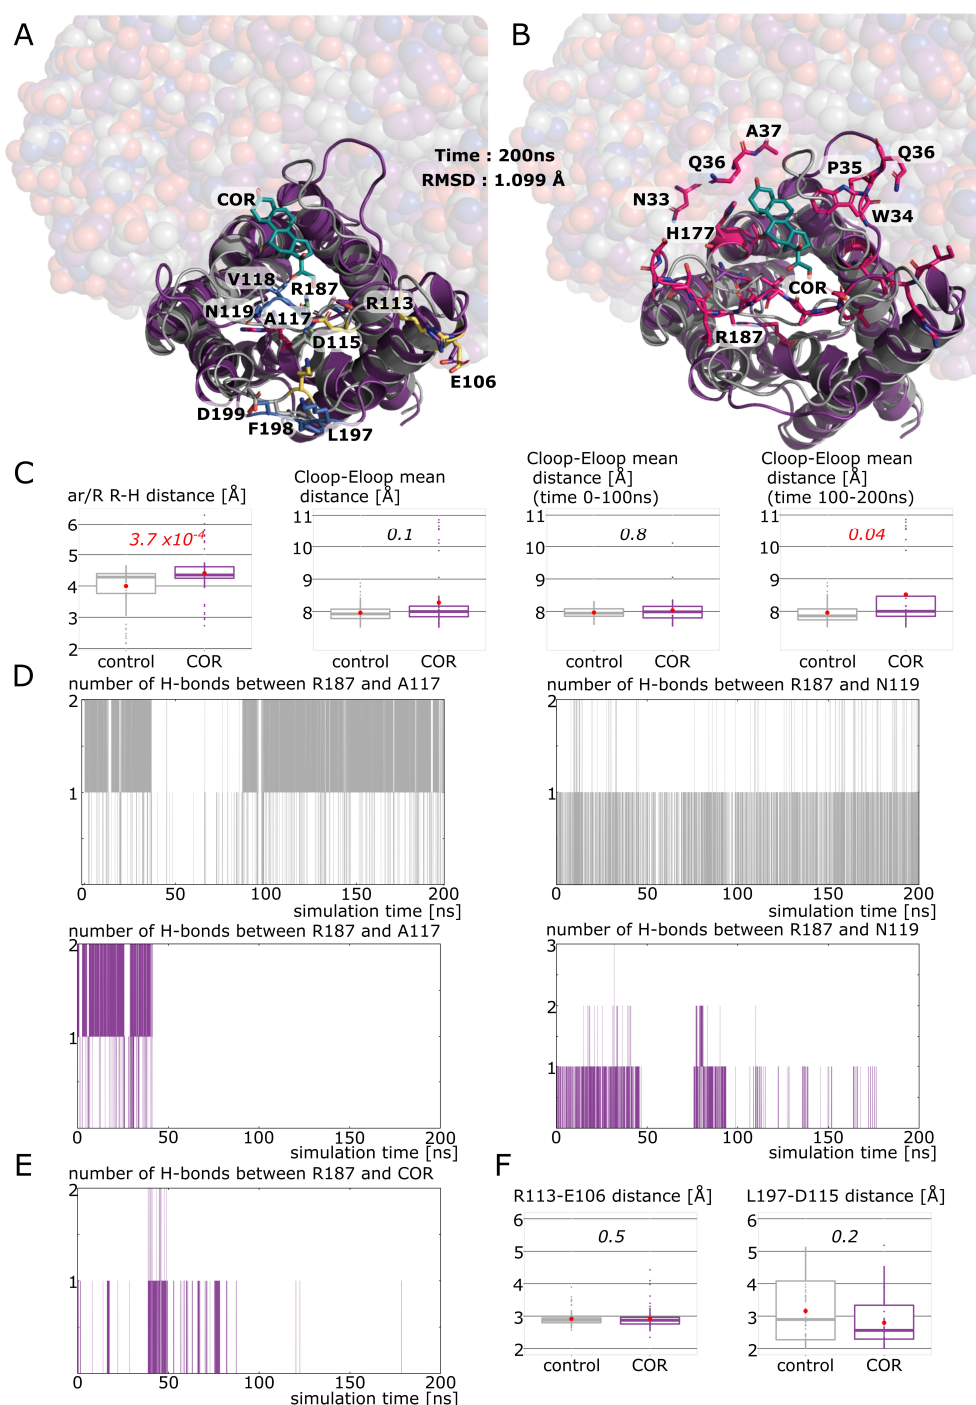 A
B
Time : 200ns
RMSD : 1.099 Å
COR
V118
R187
N119
A117
R113
D115
E106
D199
F198
L197
A37
Q36
Q36
P35
N33
W34
H177
COR
R187
C
ar/R R-H distance [Å]
6
5
4
3
2
3.7 x10-4
control
COR
Cloop-Eloop mean
distance [Å]
11
10
9
8
0.1
control
COR
Cloop-Eloop mean
distance [Å]
(time 0-100ns)
11
10
9
8
0.8
control
COR
Cloop-Eloop mean
distance [Å]
(time 100-200ns)
11
10
9
8
0.04
control
COR
D
number of H-bonds between R187 and A117
2
1
0 50 100 150 200
simulation time [ns]
number of H-bonds between R187 and N119
2
1
0 50 100 150 200
simulation time [ns]
number of H-bonds between R187 and A117
2
1
0 50 100 150 200
simulation time [ns]
number of H-bonds between R187 and N119
3
2
1
0 50 100 150 200
simulation time [ns]
E
number of H-bonds between R187 and COR
2
1
0 50 100 150 200
simulation time [ns]
F
R113-E106 distance [Å]
6
5
4
3
2
0.5
control
COR
L197-D115 distance [Å]
6
5
4
3
2
0.2
control
COR